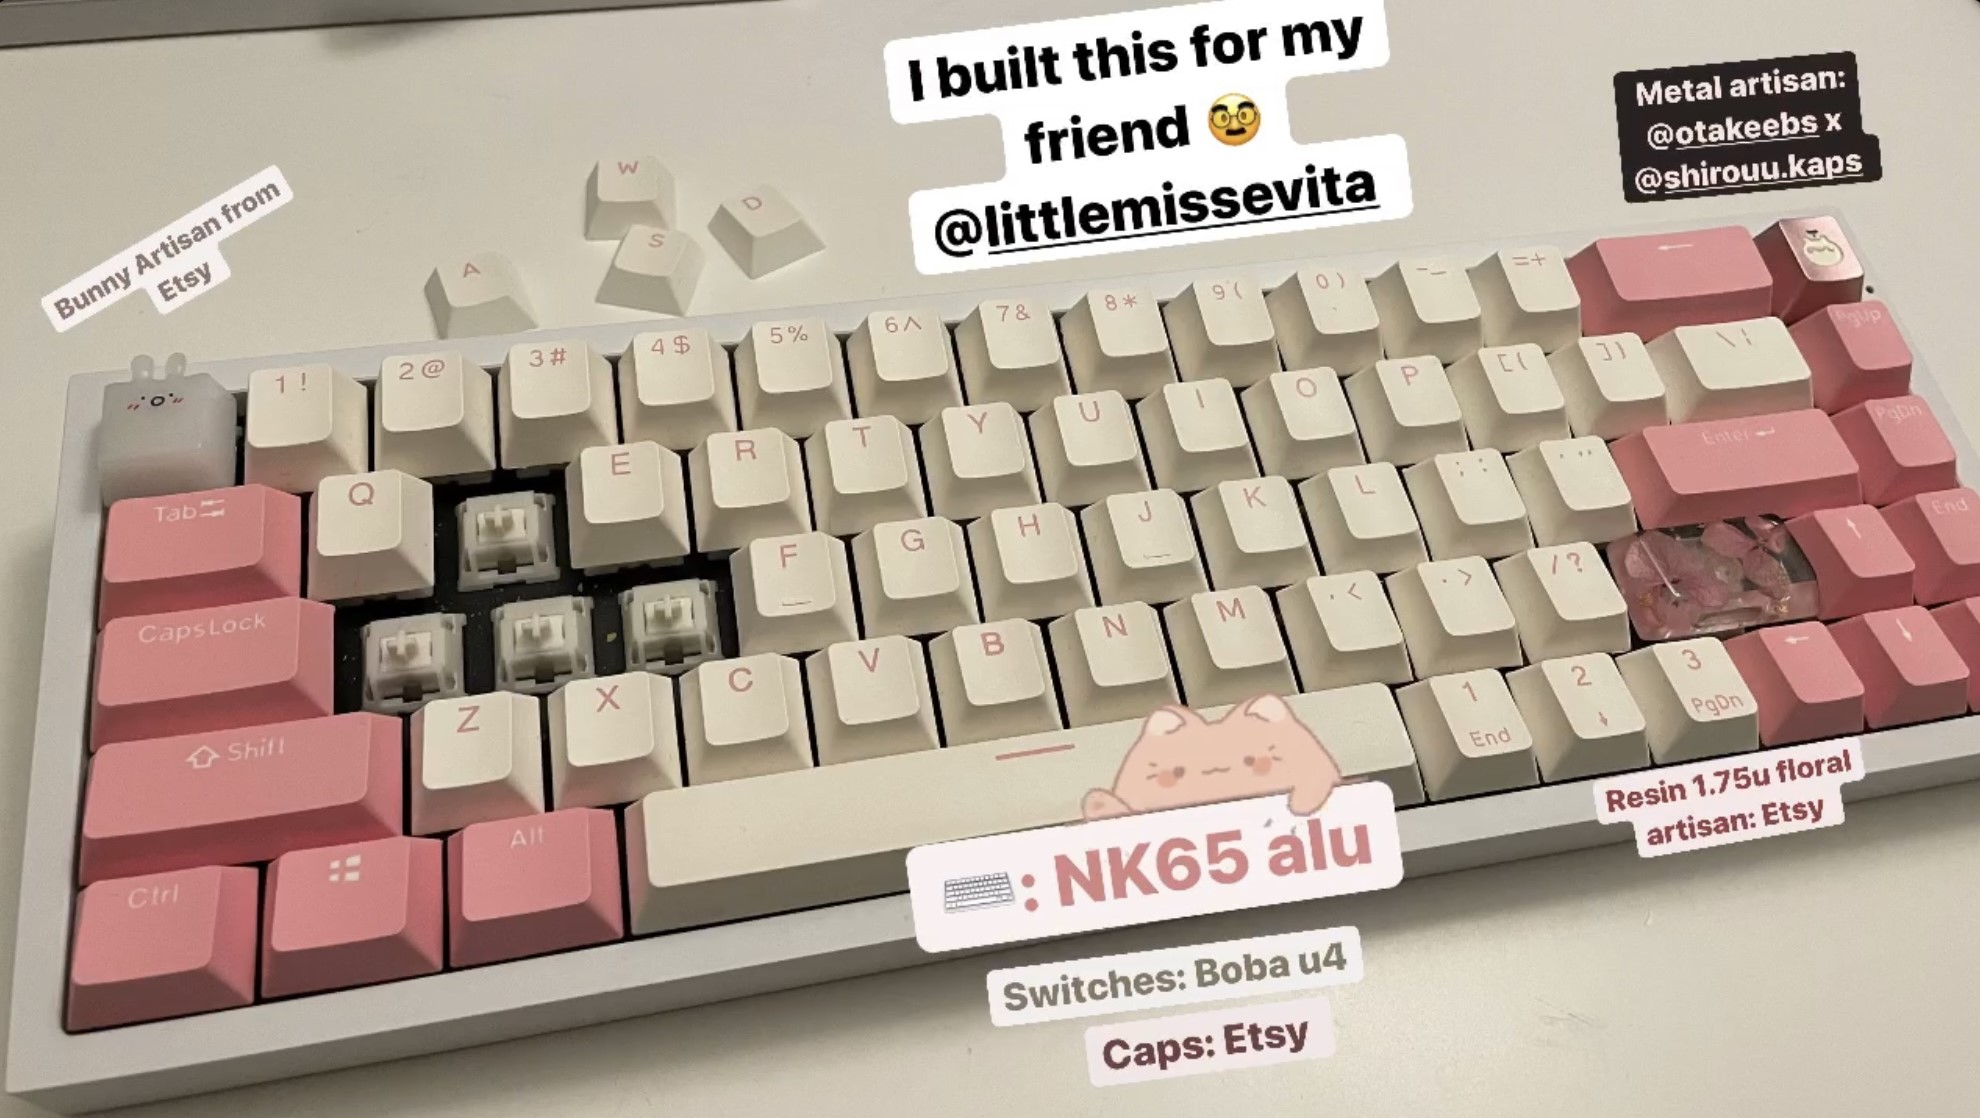 I built this for my
friend 🥸
@littlemissevita
Metal artisan:
@otakeebs x
@shirouu.kaps
Bunny Artisan from
Etsy
W
D
S
A
1 !
2 @
3 #
4 $
5 %
6 ^
7 &
8 *
9 (
0 )
- _
= +
←
Tab
Q
E
R
T
Y
U
I
O
P
[ {
] }
\ |
PgUp
CapsLock
F
G
H
J
K
L
; :
' "
Enter ↵
PgDn
⇧ Shift
Z
X
C
V
B
N
M
, <
. >
/ ?
↑
End
Ctrl
Alt
1
End
2
↓
3
PgDn
←
↓
⌨️: NK65 alu
Switches: Boba u4
Caps: Etsy
Resin 1.75u floral
artisan: Etsy